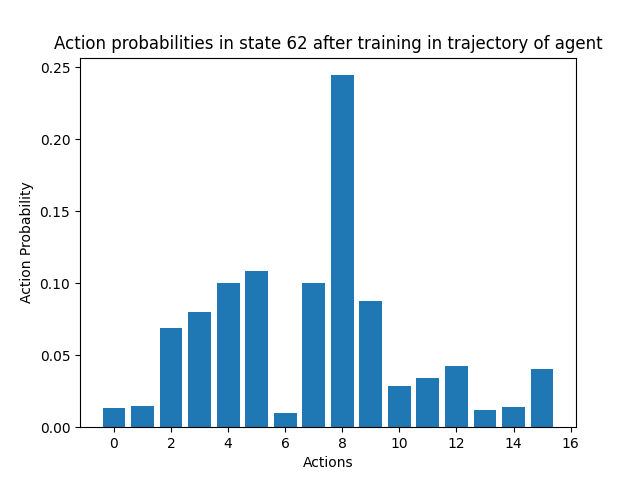 Action probabilities in state 62 after training in trajectory of agent
0.25
0.20
0.15
0.10
0.05
0.00
Action Probability
0 2 4 6 8 10 12 14 16
Actions